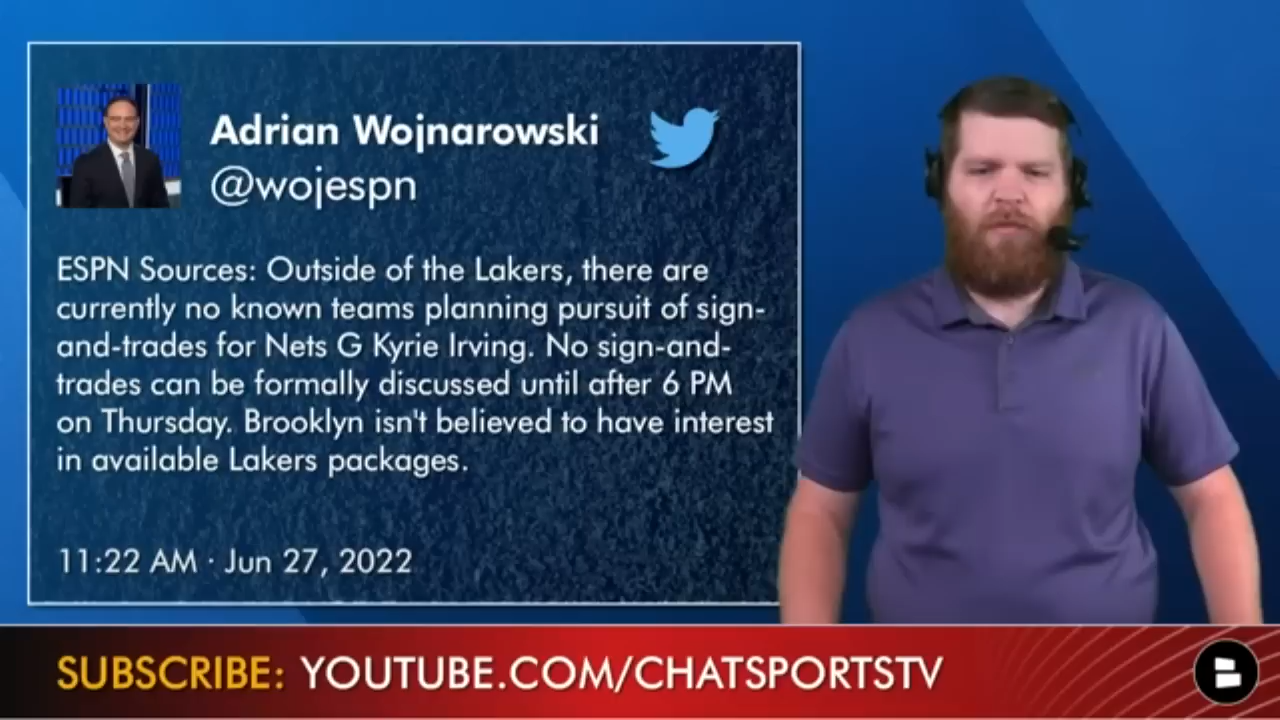 Adrian Wojnarowski
@wojespn
ESPN Sources: Outside of the Lakers, there are
currently no known teams planning pursuit of sign-
and-trades for Nets G Kyrie Irving. No sign-and-
trades can be formally discussed until after 6 PM
on Thursday. Brooklyn isn't believed to have interest
in available Lakers packages.
11:22 AM · Jun 27, 2022
SUBSCRIBE: YOUTUBE.COM/CHATSPORTSTV